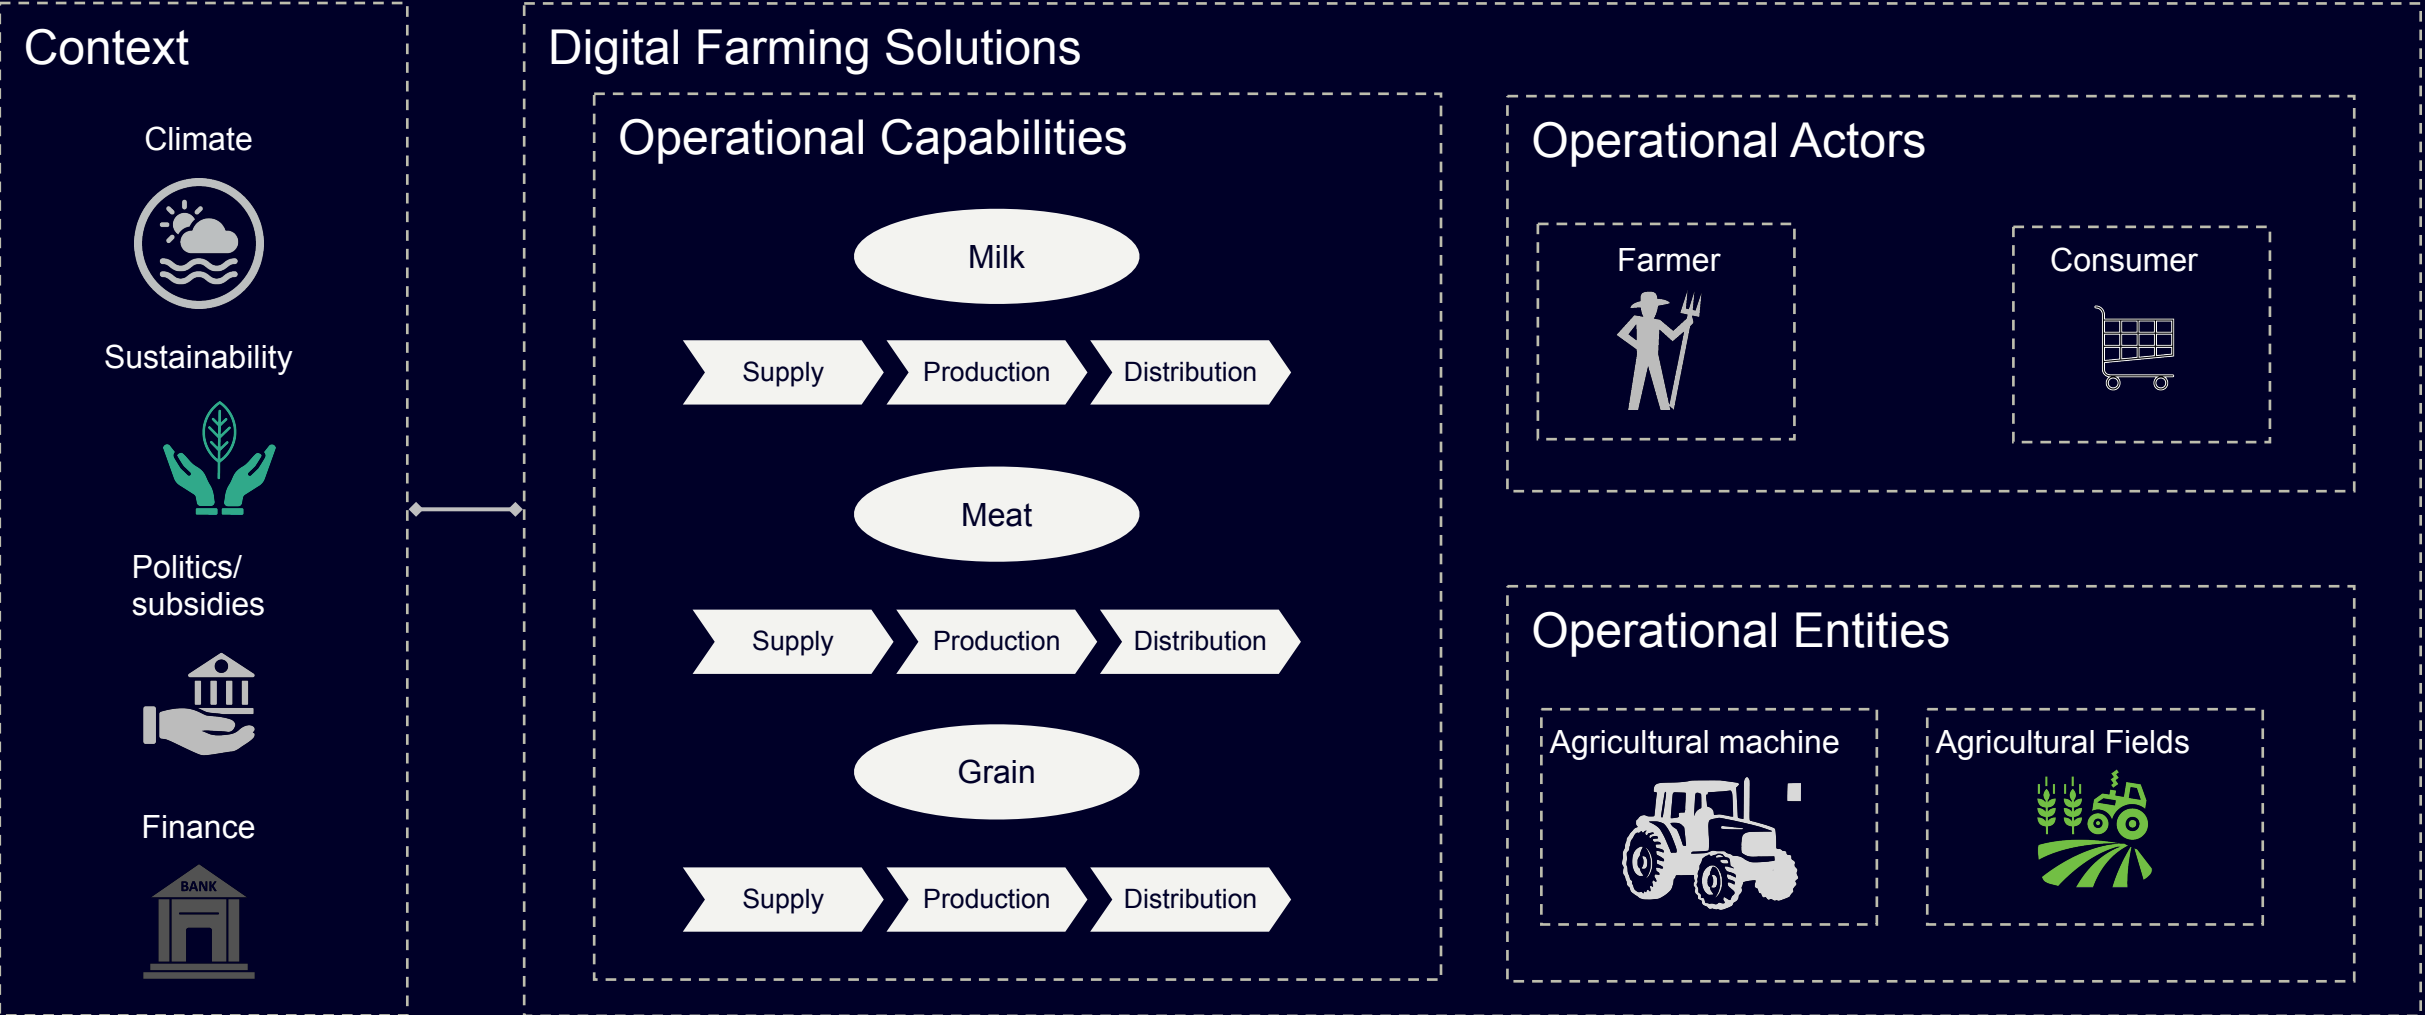 Context
Climate
Sustainability
Politics/
subsidies
Finance
BANK
Digital Farming Solutions
Operational Capabilities
Milk
Supply Production Distribution
Meat
Supply Production Distribution
Grain
Supply Production Distribution
Operational Actors
Farmer
Consumer
Operational Entities
Agricultural machine
Agricultural Fields